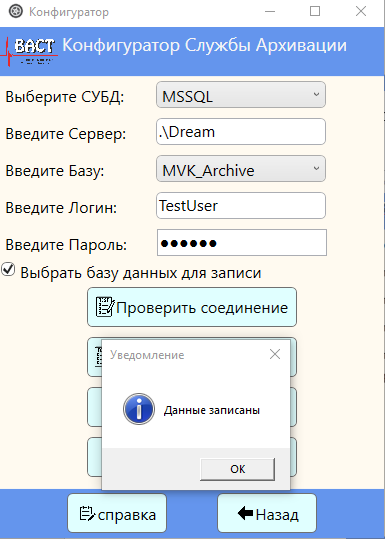 Конфигуратор
ВАСТ Конфигуратор Службы Архивации
Выберите СУБД: MSSQL
Введите Сервер: .\Dream
Введите Базу: MVK_Archive
Введите Логин: TestUser
Введите Пароль: ●●●●●●
Выбрать базу данных для записи
Проверить соединение
Уведомление
Данные записаны
ОК
справка
Назад